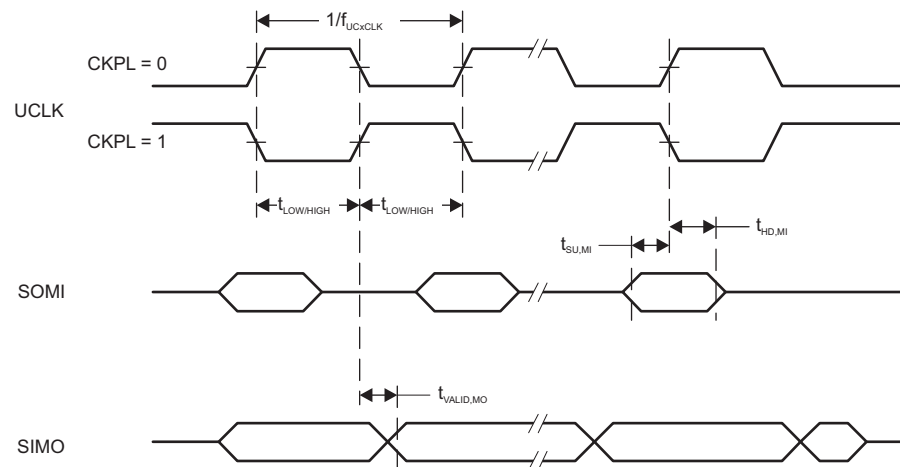 1/fUCxCLK
CKPL = 0
UCLK
CKPL = 1
tLOW/HIGH tLOW/HIGH
tSU,MI
tHD,MI
SOMI
tVALID,MO
SIMO